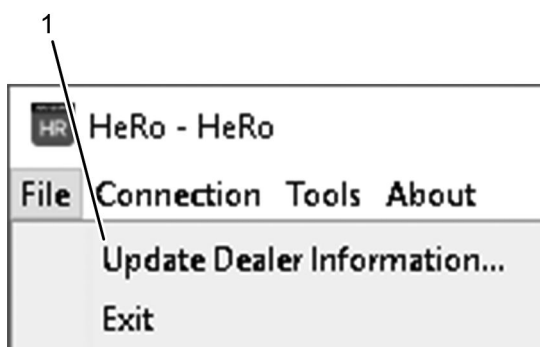 1
HR HeRo - HeRo
File Connection Tools About
Update Dealer Information...
Exit